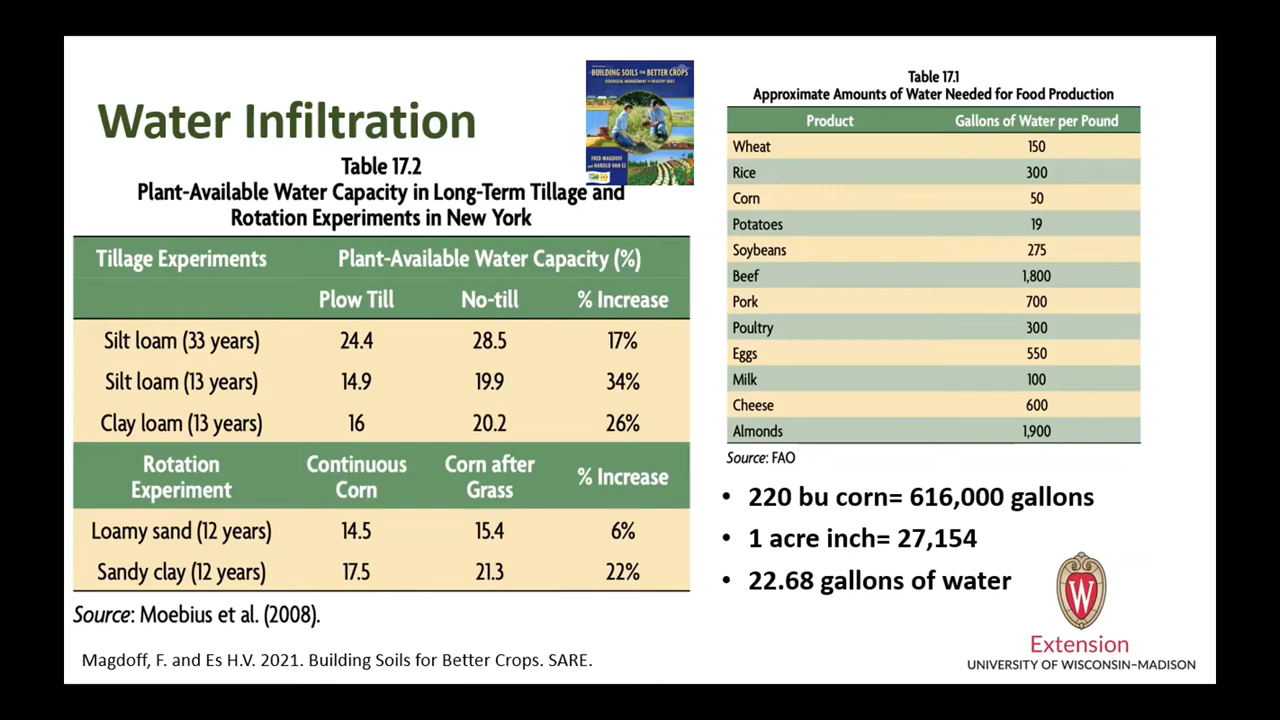 Water Infiltration
Table 17.2
Plant-Available Water Capacity in Long-Term Tillage and
Rotation Experiments in New York
Tillage Experiments Plant-Available Water Capacity (%)
Plow Till No-till % Increase
Silt loam (33 years) 24.4 28.5 17%
Silt loam (13 years) 14.9 19.9 34%
Clay loam (13 years) 16 20.2 26%
Rotation Experiment Continuous Corn Corn after Grass % Increase
Loamy sand (12 years) 14.5 15.4 6%
Sandy clay (12 years) 17.5 21.3 22%
Source: Moebius et al. (2008).
Magdoff, F. and Es H.V. 2021. Building Soils for Better Crops. SARE.
BUILDING SOILS FOR BETTER CROPS
ECOLOGICAL MANAGEMENT for HEALTHY SOILS
FRED MAGDOFF
and HAROLD VAN ES
Table 17.1
Approximate Amounts of Water Needed for Food Production
Product Gallons of Water per Pound
Wheat 150
Rice 300
Corn 50
Potatoes 19
Soybeans 275
Beef 1,800
Pork 700
Poultry 300
Eggs 550
Milk 100
Cheese 600
Almonds 1,900
Source: FAO
• 220 bu corn= 616,000 gallons
• 1 acre inch= 27,154
• 22.68 gallons of water
W
Extension
UNIVERSITY OF WISCONSIN–MADISON